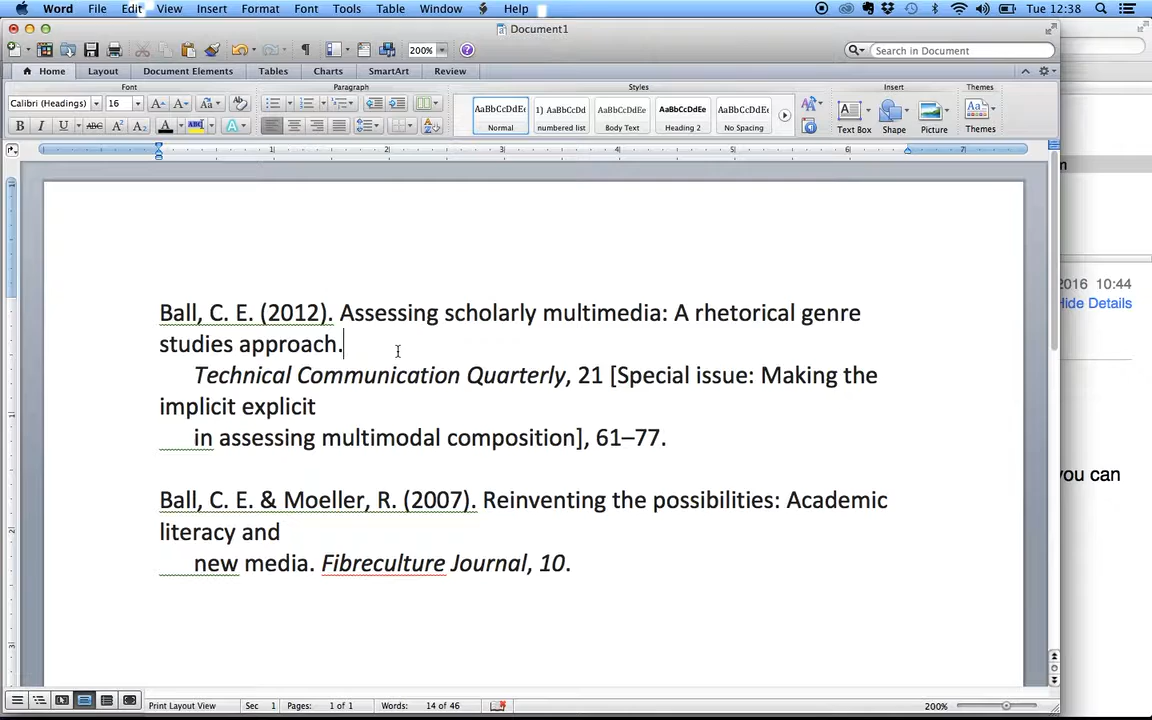 Word File Edit View Insert Format Font Tools Table Window Help Tue 12:38
Document1
200% Search in Document
Home Layout Document Elements Tables Charts SmartArt Review
Font Paragraph Styles Insert Themes
Calibri (Headings) 16
AaBbCcDdE AaBbCcDd AaBbCcDdE AaBbCcDdE AaBbCcDdE
Normal numbered list Body Text Heading 2 No Spacing Text Box Shape Picture Themes
2016 10:44
Hide Details
Ball, C. E. (2012). Assessing scholarly multimedia: A rhetorical genre
studies approach.
Technical Communication Quarterly, 21 [Special issue: Making the
implicit explicit
in assessing multimodal composition], 61–77.
you can
Ball, C. E. & Moeller, R. (2007). Reinventing the possibilities: Academic
literacy and
new media. Fibreculture Journal, 10.
Print Layout View Sec 1 Pages: 1 of 1 Words: 14 of 46 200%